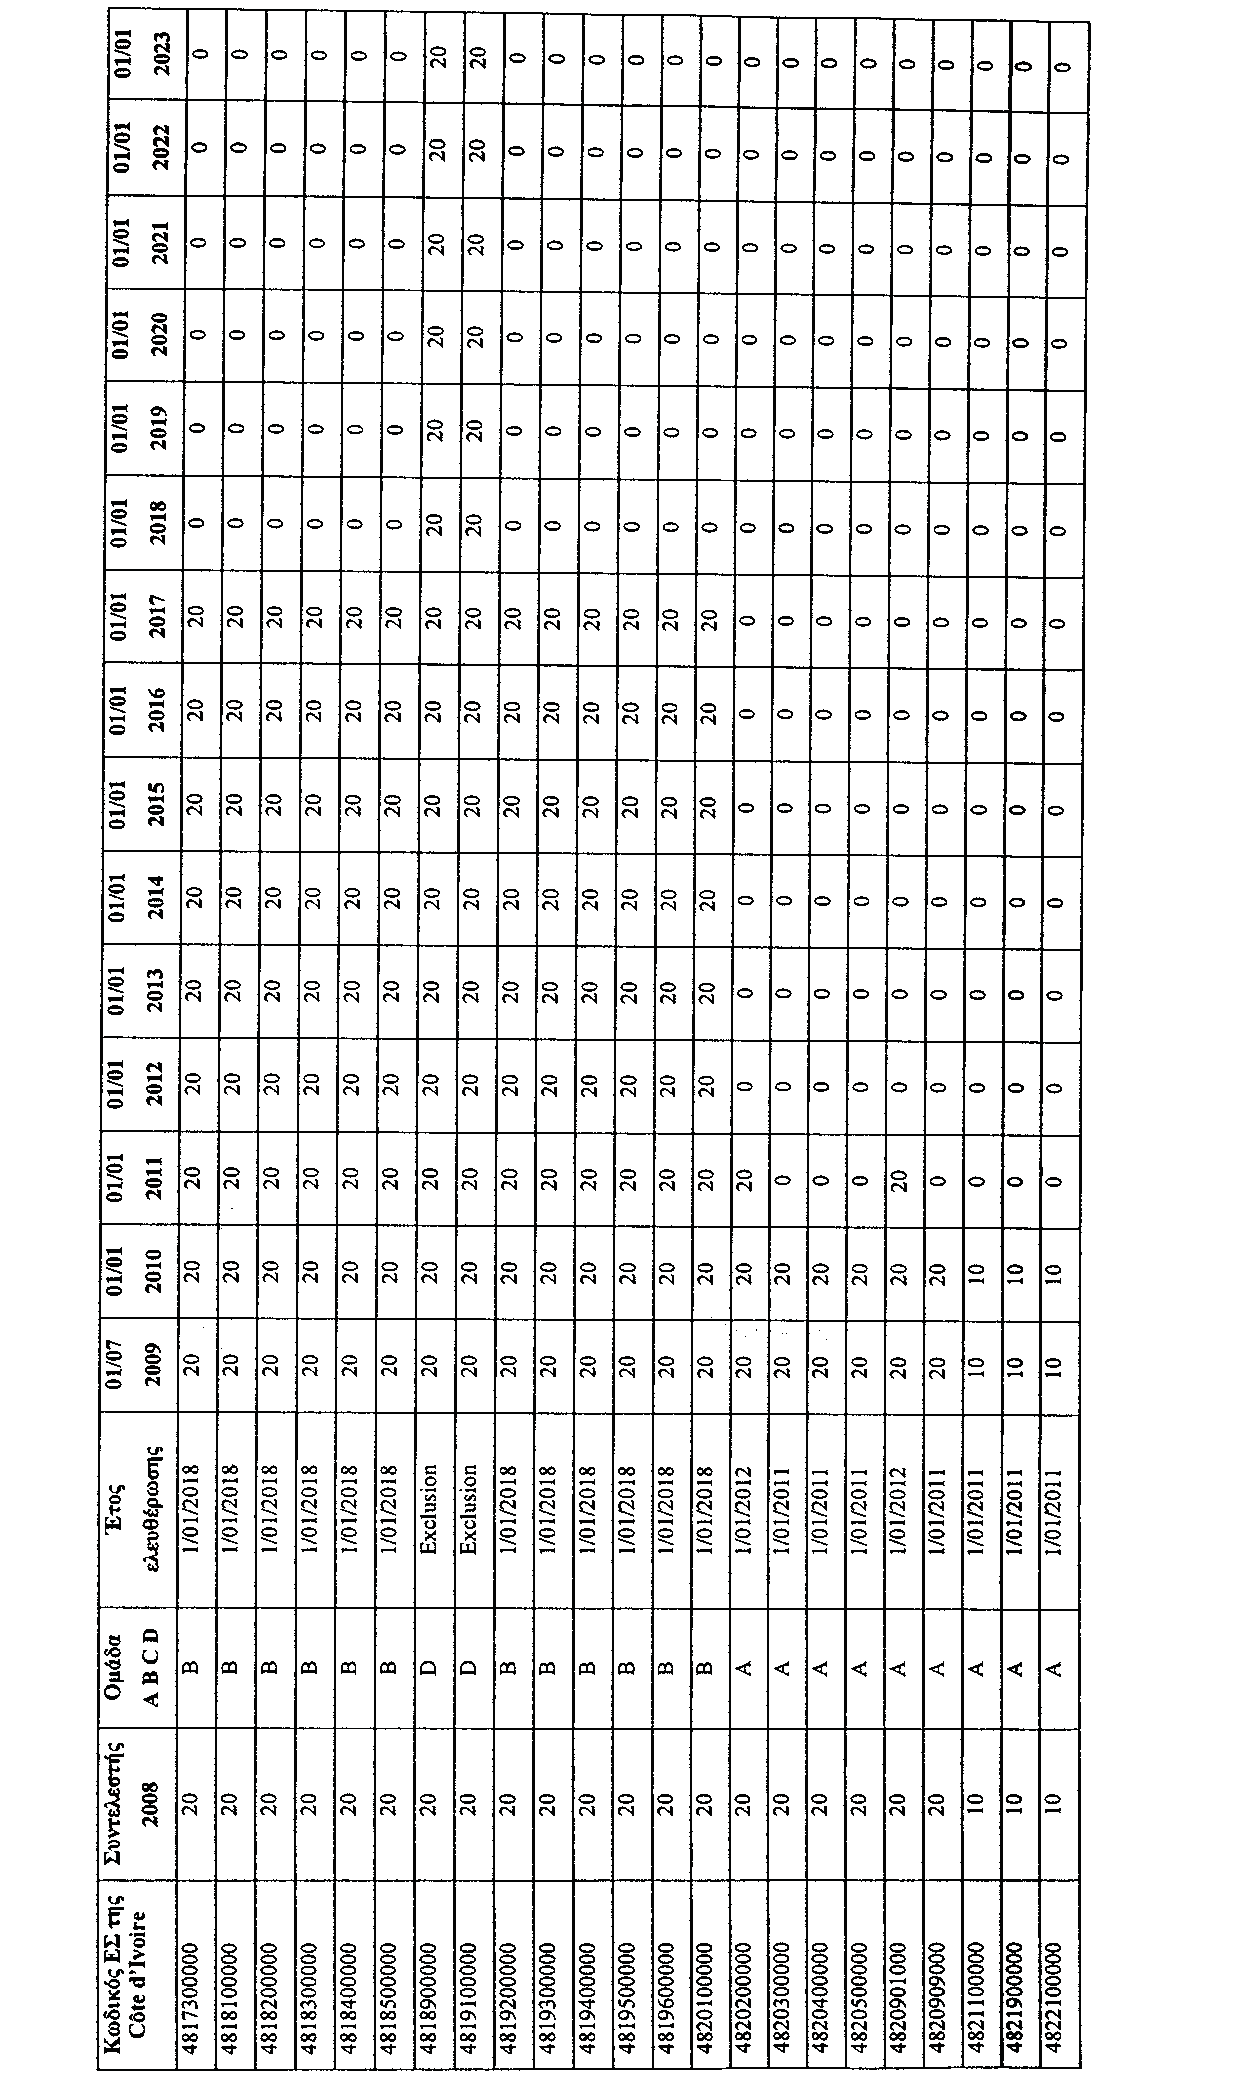 Κωδικός ΕΣ της Côte d'Ivoire Συντελεστής 2008 Ομάδα A B C D Έτος ελευθέρωσης 01/07 2009 01/01 2010 01/01 2011 01/01 2012 01/01 2013 01/01 2014 01/01 2015 01/01 2016 01/01 2017 01/01 2018 01/01 2019 01/01 2020 01/01 2021 01/01 2022 01/01 2023
4817300000 20 B 1/01/2018 20 20 20 20 20 20 20 20 20 0 0 0 0 0 0
4818100000 20 B 1/01/2018 20 20 20 20 20 20 20 20 20 0 0 0 0 0 0
4818200000 20 B 1/01/2018 20 20 20 20 20 20 20 20 20 0 0 0 0 0 0
4818300000 20 B 1/01/2018 20 20 20 20 20 20 20 20 20 0 0 0 0 0 0
4818400000 20 B 1/01/2018 20 20 20 20 20 20 20 20 20 0 0 0 0 0 0
4818500000 20 B 1/01/2018 20 20 20 20 20 20 20 20 20 0 0 0 0 0 0
4818900000 20 D Exclusion 20 20 20 20 20 20 20 20 20 20 20 20 20 20 20
4819100000 20 D Exclusion 20 20 20 20 20 20 20 20 20 20 20 20 20 20 20
4819200000 20 B 1/01/2018 20 20 20 20 20 20 20 20 20 0 0 0 0 0 0
4819300000 20 B 1/01/2018 20 20 20 20 20 20 20 20 20 0 0 0 0 0 0
4819400000 20 B 1/01/2018 20 20 20 20 20 20 20 20 20 0 0 0 0 0 0
4819500000 20 B 1/01/2018 20 20 20 20 20 20 20 20 20 0 0 0 0 0 0
4819600000 20 B 1/01/2018 20 20 20 20 20 20 20 20 20 0 0 0 0 0 0
4820100000 20 B 1/01/2018 20 20 20 20 20 20 20 20 20 0 0 0 0 0 0
4820200000 20 A 1/01/2012 20 20 20 0 0 0 0 0 0 0 0 0 0 0 0
4820300000 20 A 1/01/2011 20 20 0 0 0 0 0 0 0 0 0 0 0 0 0
4820400000 20 A 1/01/2011 20 20 0 0 0 0 0 0 0 0 0 0 0 0 0
4820500000 20 A 1/01/2011 20 20 0 0 0 0 0 0 0 0 0 0 0 0 0
4820901000 20 A 1/01/2012 20 20 20 0 0 0 0 0 0 0 0 0 0 0 0
4820909000 20 A 1/01/2011 20 20 0 0 0 0 0 0 0 0 0 0 0 0 0
4821100000 10 A 1/01/2011 10 10 0 0 0 0 0 0 0 0 0 0 0 0 0
4821900000 10 A 1/01/2011 10 10 0 0 0 0 0 0 0 0 0 0 0 0 0
4822100000 10 A 1/01/2011 10 10 0 0 0 0 0 0 0 0 0 0 0 0 0